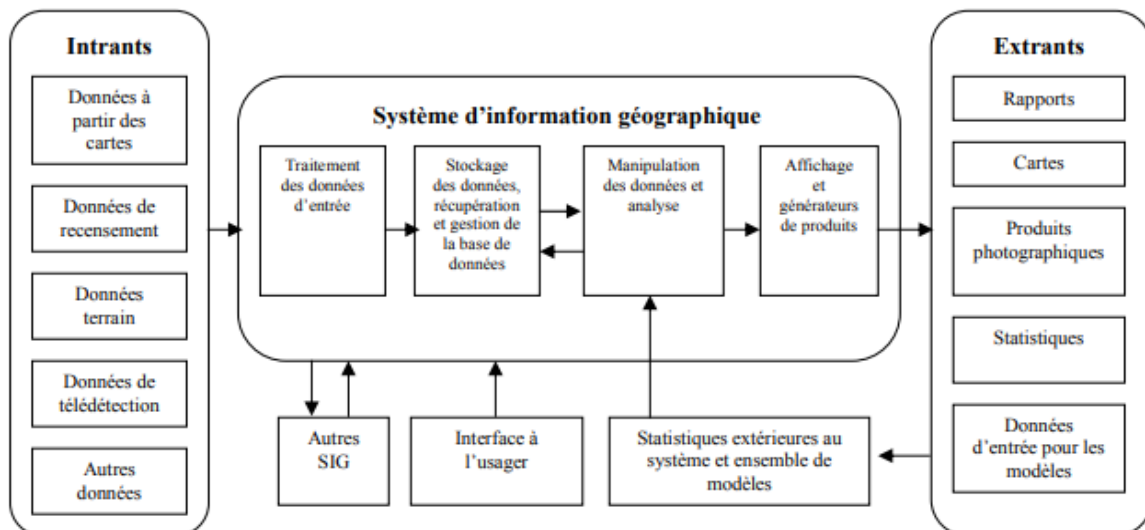 Intrants
Données à
partir des
cartes
Données de
recensement
Données
terrain
Données de
télédétection
Autres
données
Système d’information géographique
Traitement
des données
d’entrée
Stockage
des données,
récupération
et gestion de
la base de
données
Manipulation
des données et
analyse
Affichage
et
générateurs
de produits
Autres
SIG
Interface à
l’usager
Statistiques extérieures au
système et ensemble de
modèles
Extrants
Rapports
Cartes
Produits
photographiques
Statistiques
Données
d’entrée pour les
modèles